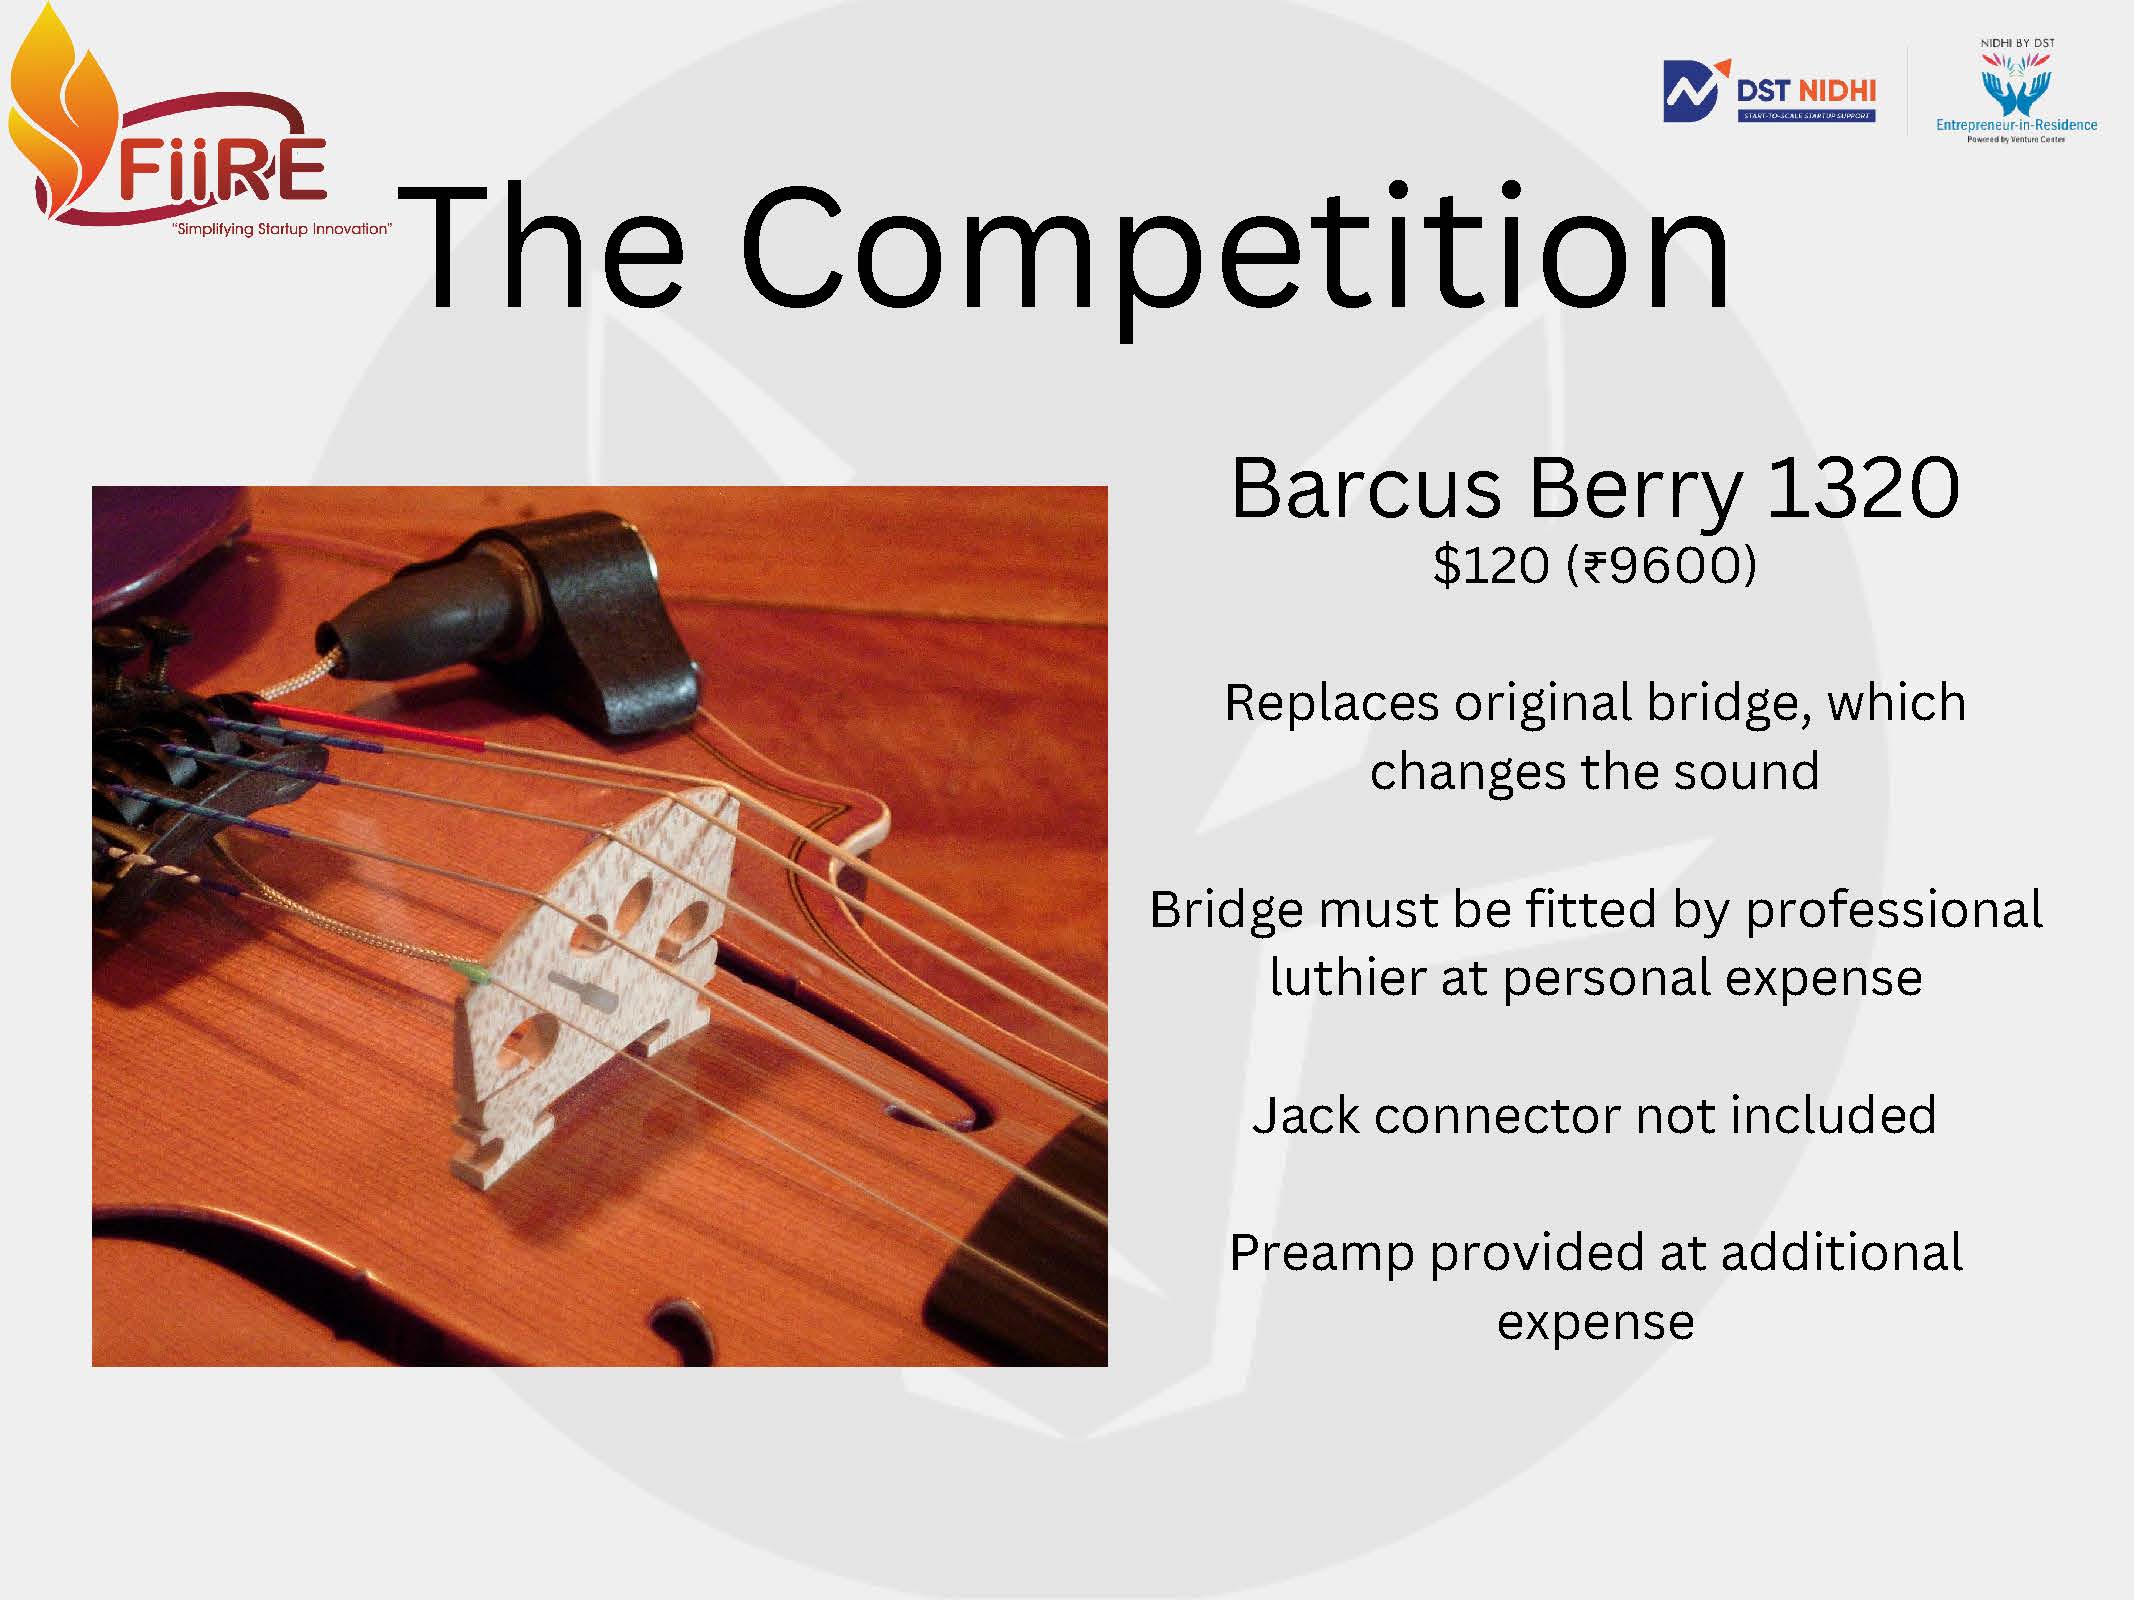 FiiRE
"Simplifying Startup Innovation"
DST NIDHI
START-TO-SCALE STARTUP SUPPORT
NIDHI BY DST
Entrepreneur-in-Residence
Powered by Venture Center
The Competition
Barcus Berry 1320
$120 (₹9600)
Replaces original bridge, which
changes the sound
Bridge must be fitted by professional
luthier at personal expense
Jack connector not included
Preamp provided at additional
expense